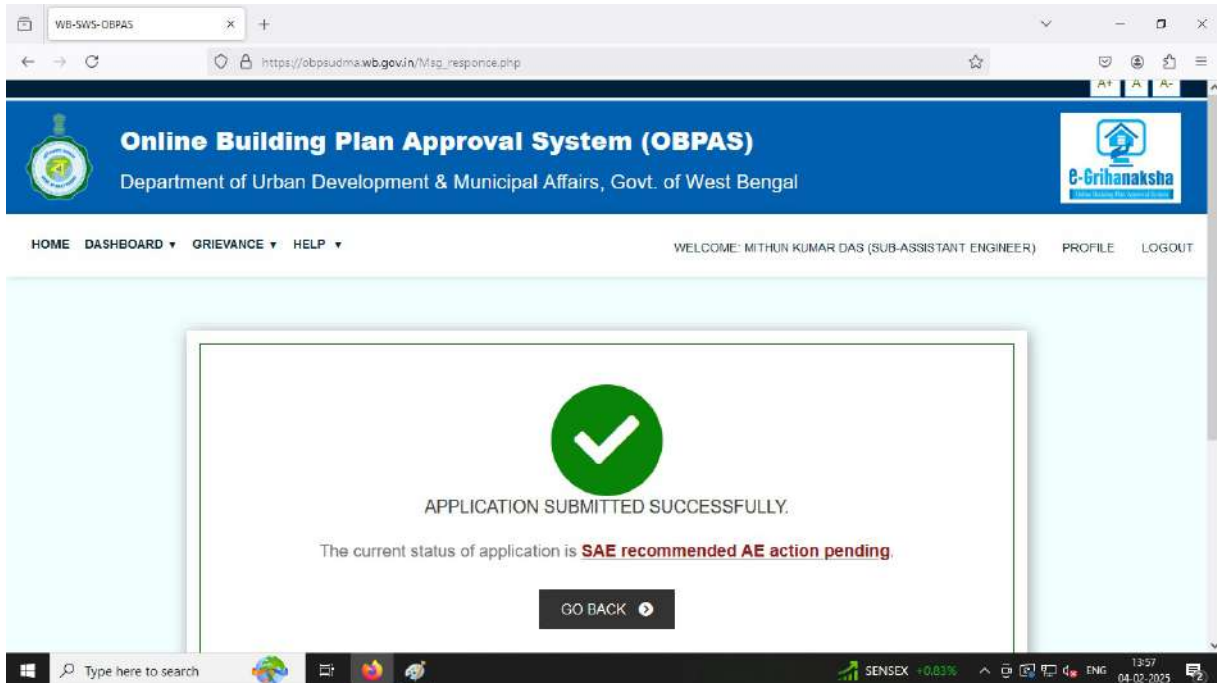 WB-SWS-OBPAS
https://obpsudma.wb.gov.in/Msg_responce.php
A+ A A-
Online Building Plan Approval System (OBPAS)
Department of Urban Development & Municipal Affairs, Govt. of West Bengal
e-Grihanaksha
HOME DASHBOARD ▾ GRIEVANCE ▾ HELP ▾ WELCOME: MITHUN KUMAR DAS (SUB-ASSISTANT ENGINEER) PROFILE LOGOUT
APPLICATION SUBMITTED SUCCESSFULLY.
The current status of application is SAE recommended AE action pending.
GO BACK
Type here to search SENSEX +0.83% ENG 13:57
04-02-2025 2